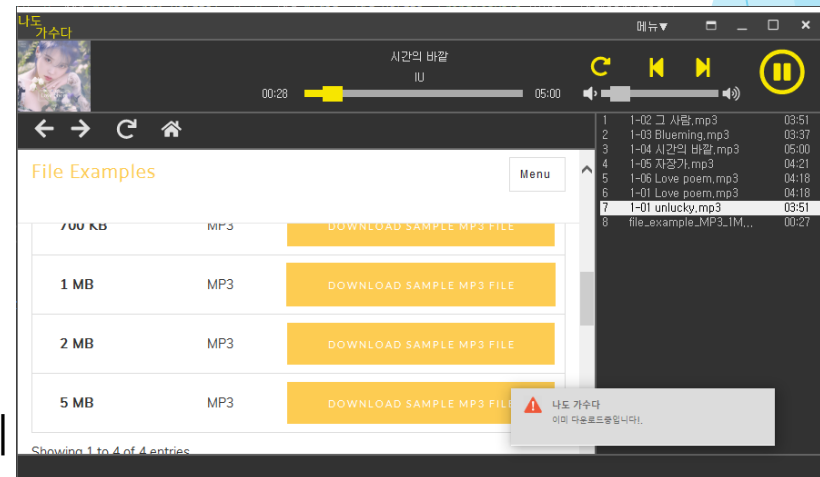 나도
가수다
메뉴▼
시간의 바깥
IU
00:28
05:00
File Examples
Menu
700 KB MP3 DOWNLOAD SAMPLE MP3 FILE
1 MB MP3 DOWNLOAD SAMPLE MP3 FILE
2 MB MP3 DOWNLOAD SAMPLE MP3 FILE
5 MB MP3 DOWNLOAD SAMPLE MP3 FIL
Showing 1 to 4 of 4 entries
1 1-02 그 사람.mp3 03:51
2 1-03 Blueming.mp3 03:37
3 1-04 시간의 바깥.mp3 05:00
4 1-05 자장가.mp3 04:21
5 1-06 Love poem.mp3 04:18
6 1-01 Love poem.mp3 04:18
7 1-01 unlucky.mp3 03:51
8 file_example_MP3_1M... 00:27
나도 가수다
이미 다운로드중입니다!.